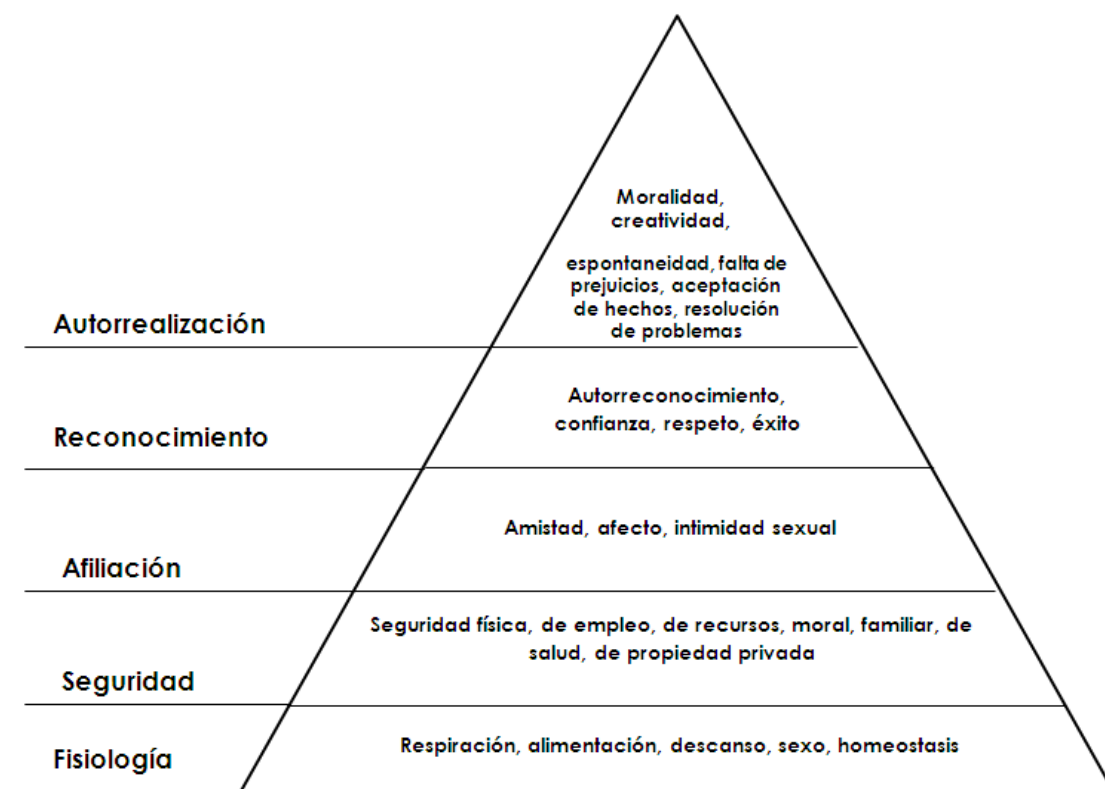 Moralidad,
creatividad,
espontaneidad, falta de
prejuicios, aceptación
de hechos, resolución
de problemas
Autorrealización
Autorreconocimiento,
confianza, respeto, éxito
Reconocimiento
Amistad, afecto, intimidad sexual
Afiliación
Seguridad física, de empleo, de recursos, moral, familiar, de
salud, de propiedad privada
Seguridad
Respiración, alimentación, descanso, sexo, homeostasis
Fisiología